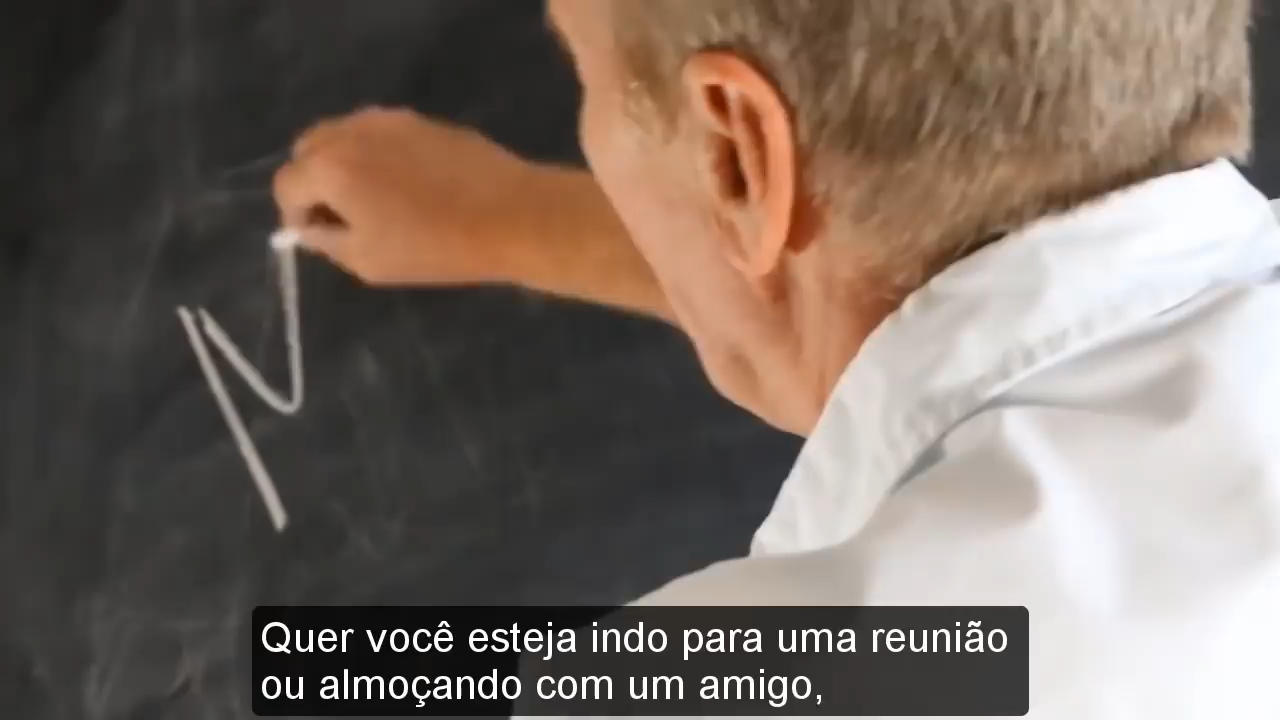 Quer você esteja indo para uma reunião
ou almoçando com um amigo,